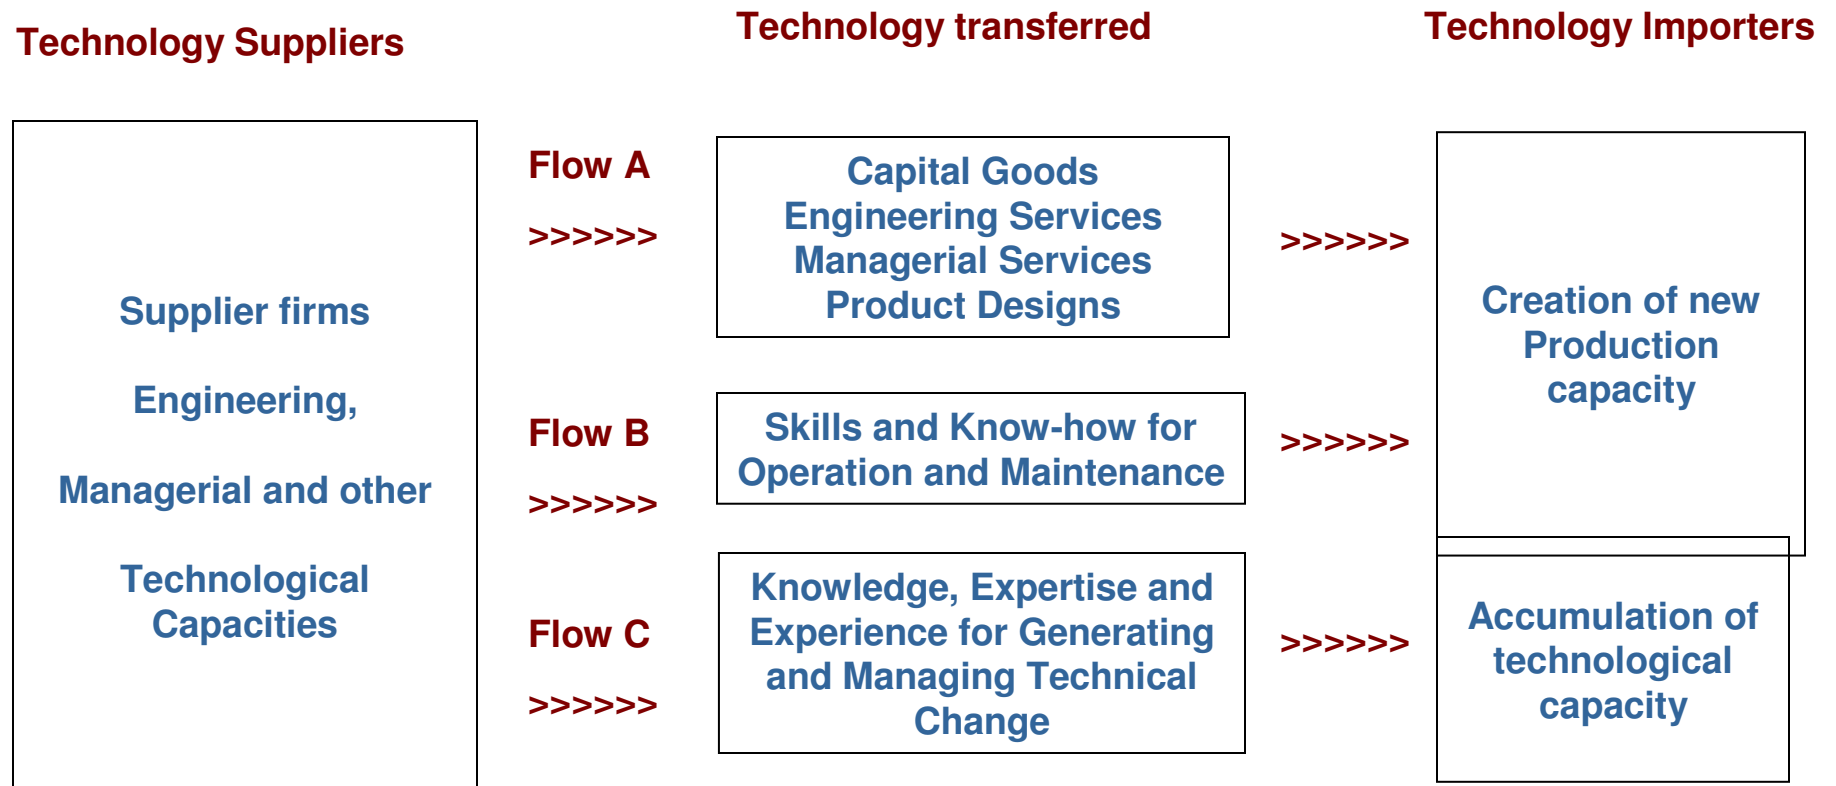 Technology Suppliers
Technology transferred
Technology Importers
Supplier firms
Engineering,
Managerial and other
Technological
Capacities
Flow A
>>>>>>
Capital Goods
Engineering Services
Managerial Services
Product Designs
>>>>>>
Flow B
>>>>>>
Skills and Know-how for
Operation and Maintenance
>>>>>>
Flow C
>>>>>>
Knowledge, Expertise and
Experience for Generating
and Managing Technical
Change
>>>>>>
Creation of new
Production
capacity
Accumulation of
technological
capacity